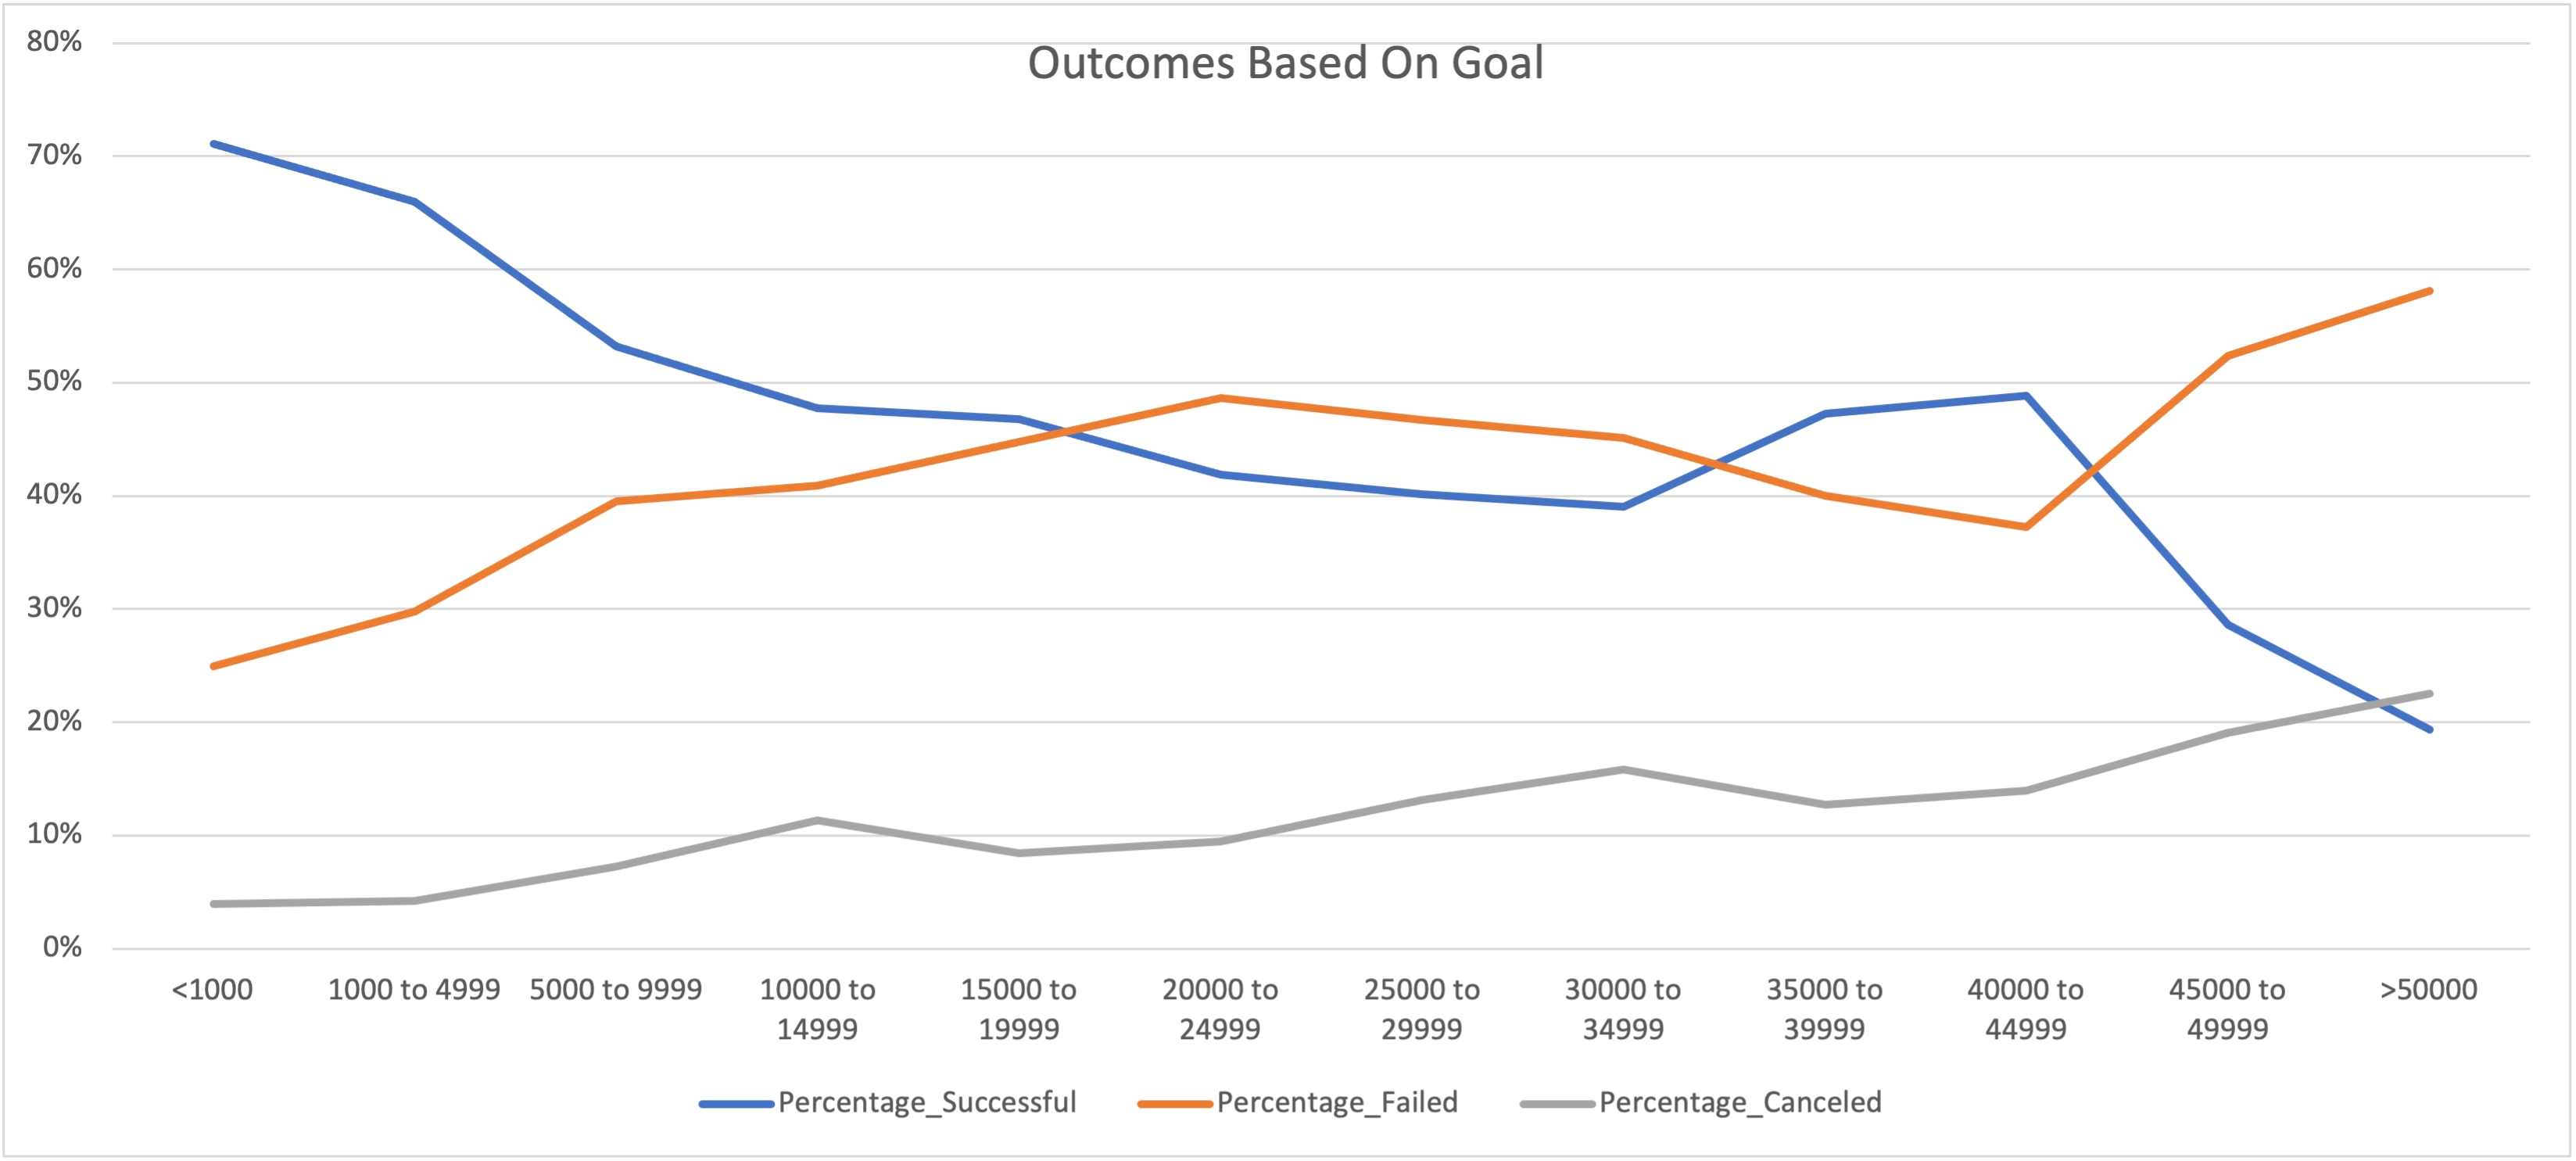 Outcomes Based On Goal
80%
70%
60%
50%
40%
30%
20%
10%
0%
<1000
1000 to 4999
5000 to 9999
10000 to
14999
15000 to
19999
20000 to
24999
25000 to
29999
30000 to
34999
35000 to
39999
40000 to
44999
45000 to
49999
>50000
Percentage_Successful
Percentage_Failed
Percentage_Canceled